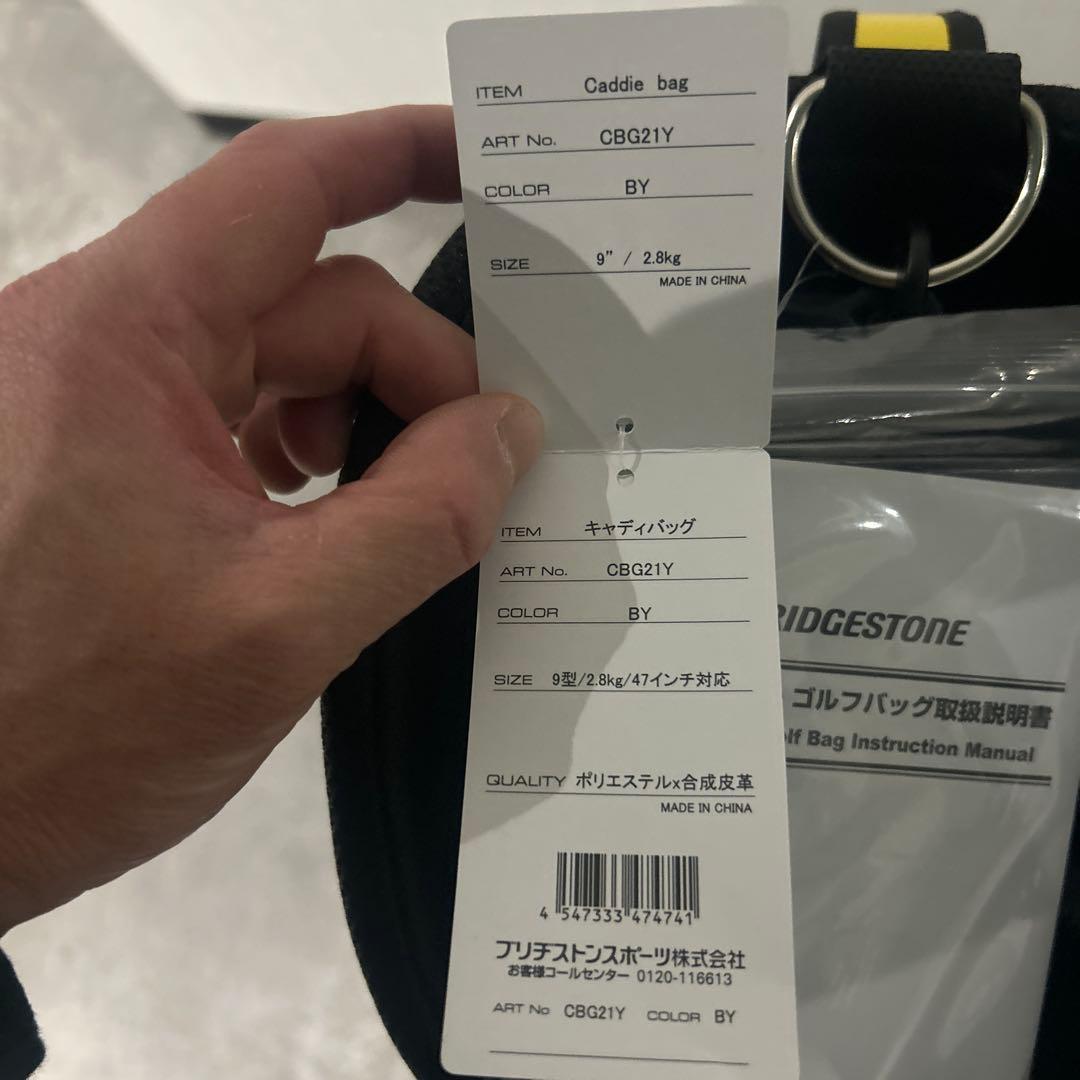 ITEM Caddie bag
ART No. CBG21Y
COLOR BY
SIZE 9” / 2.8kg
MADE IN CHINA
ITEM キャディバッグ
ART No. CBG21Y
COLOR BY
SIZE 9型/2.8kg/47インチ対応
QUALITY ポリエステルx合成皮革
MADE IN CHINA
4 547333 474741
ブリヂストンスポーツ株式会社
お客様コールセンター 0120-116613
ART No CBG21Y COLOR BY
RIDGESTONE
ゴルフバッグ取扱説明書
olf Bag Instruction Manual